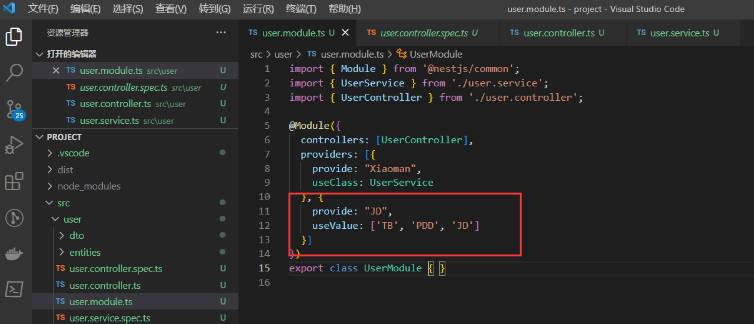 文件(F) 编辑(E) 选择(S) 查看(V) 转到(G) 运行(R) 终端(T) 帮助(H) user.module.ts - project - Visual Studio Code
资源管理器 ...
TS user.module.ts U × TS user.controller.spec.ts U TS user.controller.ts U TS user.service.ts U
打开的编辑器
src > user > TS user.module.ts > UserModule
× TS user.module.ts src\user U
TS user.controller.spec.ts src\user U
TS user.controller.ts src\user U
TS user.service.ts src\user U
25
PROJECT
.vscode
dist
node_modules
src
user
dto
entities
TS user.controller.spec.ts U
TS user.controller.ts U
TS user.module.ts U
TS user.service.spec.ts U
1 import { Module } from '@nestjs/common';
2 import { UserService } from './user.service';
3 import { UserController } from './user.controller';
4
5 @Module({
6 controllers: [UserController],
7 providers: [{
8 provide: "Xiaoman",
9 useClass: UserService
10 }, {
11 provide: "JD",
12 useValue: ['TB', 'PDD', 'JD']
13 }]
14 })
15 export class UserModule { }
16